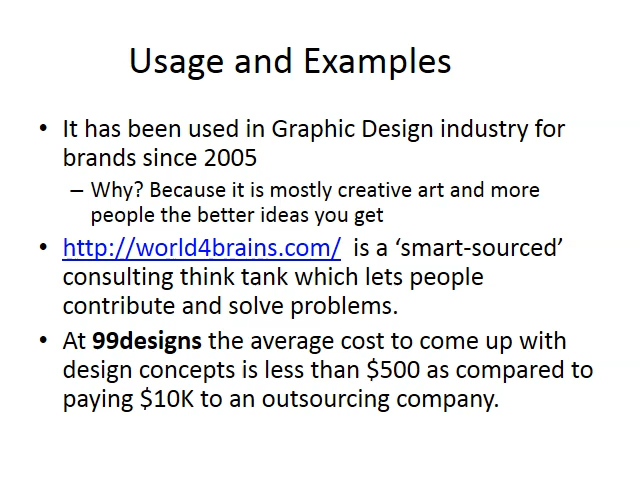 Usage and Examples
• It has been used in Graphic Design industry for
brands since 2005
– Why? Because it is mostly creative art and more
people the better ideas you get
• http://world4brains.com/ is a ‘smart-sourced’
consulting think tank which lets people
contribute and solve problems.
• At 99designs the average cost to come up with
design concepts is less than $500 as compared to
paying $10K to an outsourcing company.